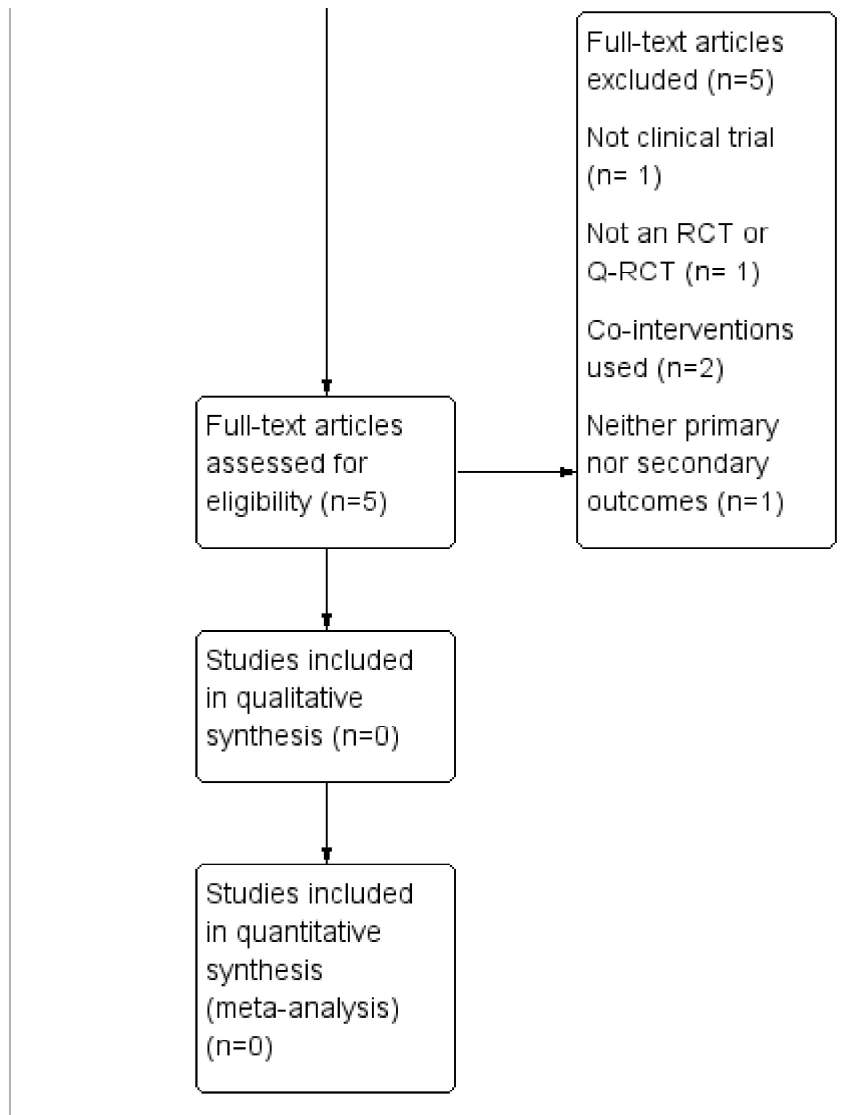 Full-text articles
excluded (n=5)
Not clinical trial
(n= 1)
Not an RCT or
Q-RCT (n= 1)
Co-interventions
used (n=2)
Neither primary
nor secondary
outcomes (n=1)
Full-text articles
assessed for
eligibility (n=5)
Studies included
in qualitative
synthesis (n=0)
Studies included
in quantitative
synthesis
(meta-analysis)
(n=0)